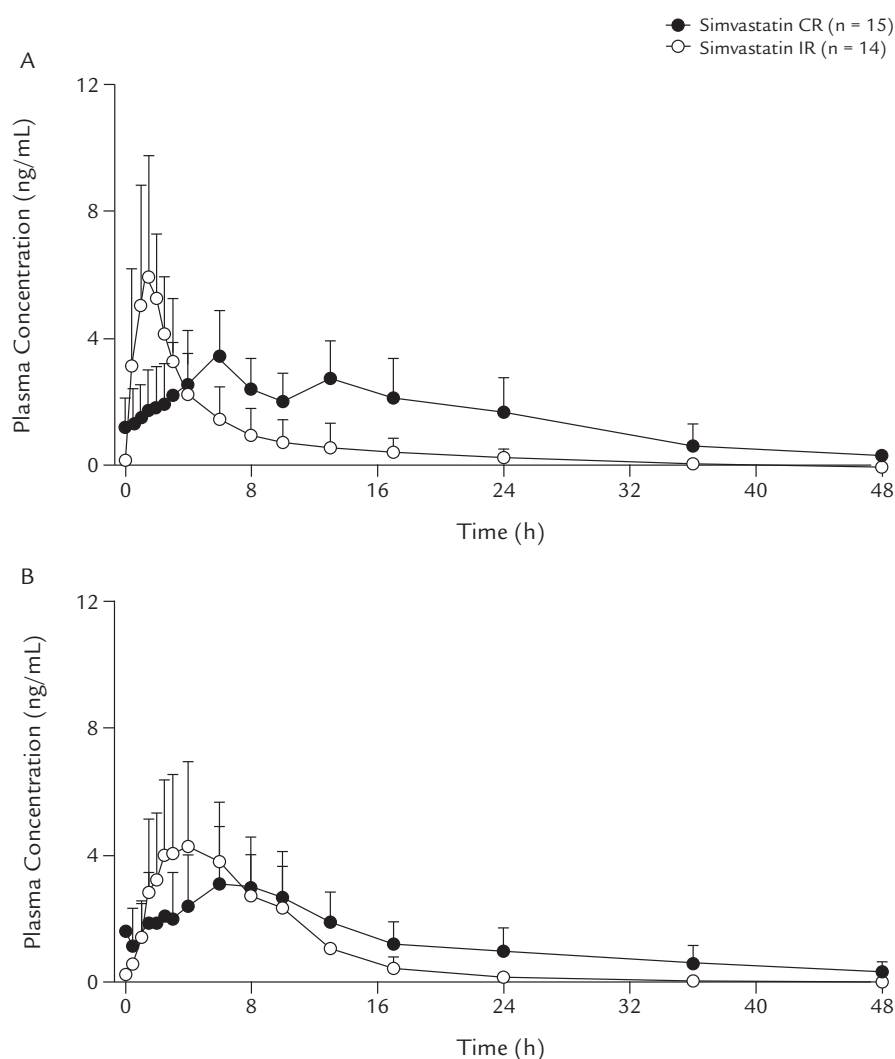 Simvastatin CR (n = 15)
Simvastatin IR (n = 14)
A
12
8
4
0
Plasma Concentration (ng/mL)
0 8 16 24 32 40 48
Time (h)
B
12
8
4
0
Plasma Concentration (ng/mL)
0 8 16 24 32 40 48
Time (h)